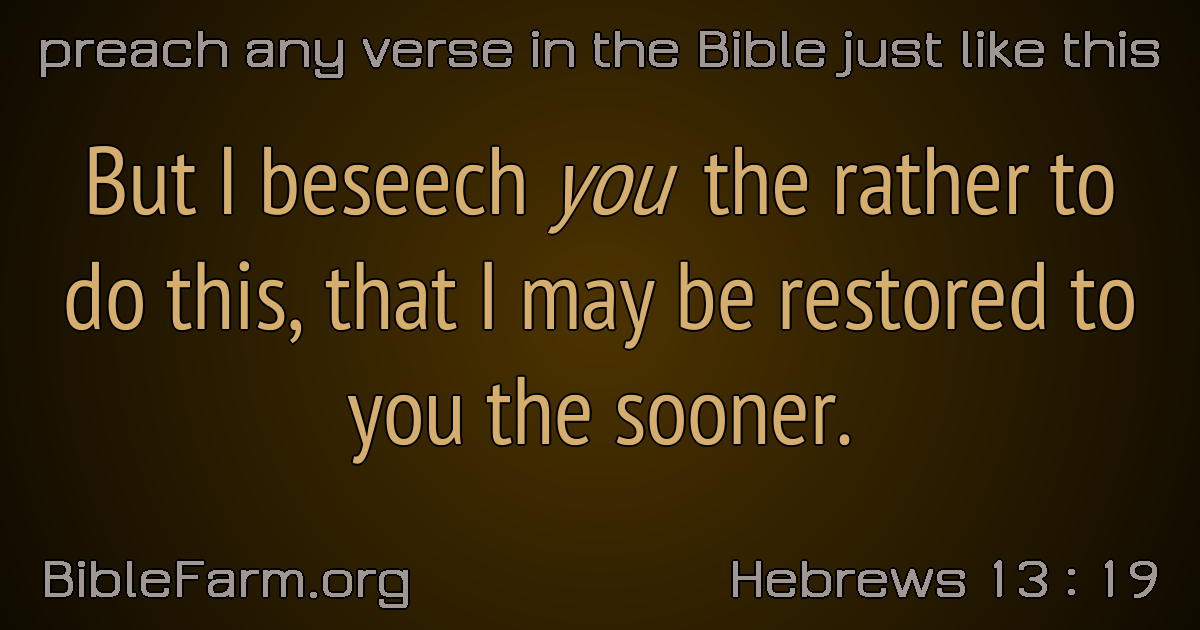 preach any verse in the Bible just like this
But I beseech you the rather to
do this, that I may be restored to
you the sooner.
BibleFarm.org
Hebrews 13 : 19